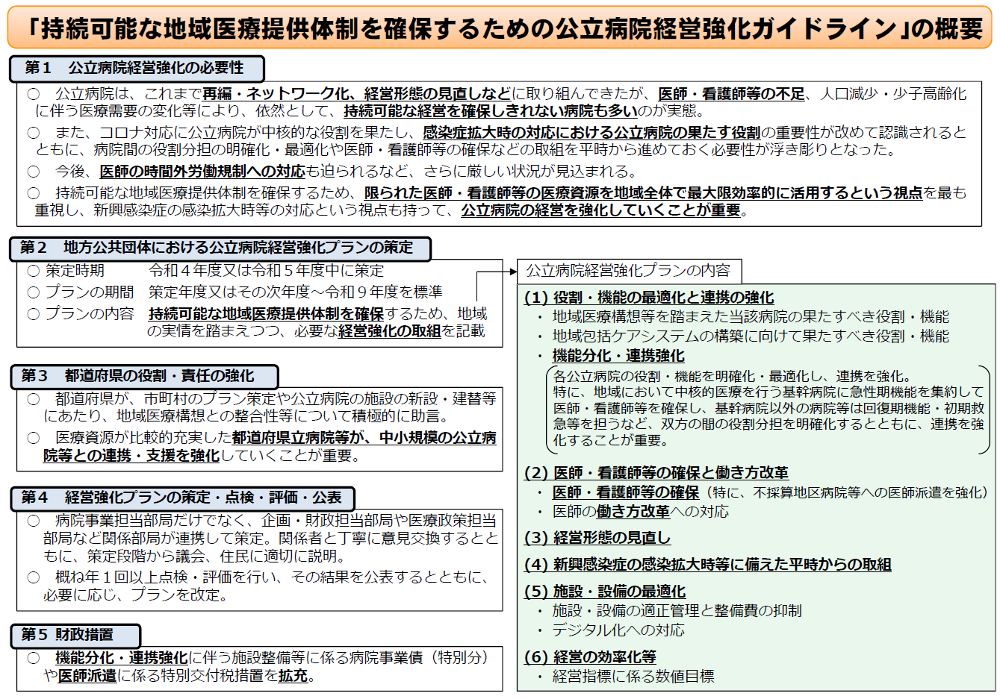 「持続可能な地域医療提供体制を確保するための公立病院経営強化ガイドライン」の概要
第１　公立病院経営強化の必要性
○　公立病院は、これまで再編・ネットワーク化、経営形態の見直しなどに取り組んできたが、医師・看護師等の不足、人口減少・少子高齢化
に伴う医療需要の変化等により、依然として、持続可能な経営を確保しきれない病院も多いのが実態。
○　また、コロナ対応に公立病院が中核的な役割を果たし、感染症拡大時の対応における公立病院の果たす役割の重要性が改めて認識されると
ともに、病院間の役割分担の明確化・最適化や医師・看護師等の確保などの取組を平時から進めておく必要性が浮き彫りとなった。
○　今後、医師の時間外労働規制への対応も迫られるなど、さらに厳しい状況が見込まれる。
○　持続可能な地域医療提供体制を確保するため、限られた医師・看護師等の医療資源を地域全体で最大限効率的に活用するという視点を最も
重視し、新興感染症の感染拡大時等の対応という視点も持って、公立病院の経営を強化していくことが重要。
第２　地方公共団体における公立病院経営強化プランの策定
○ 策定時期　　　令和４年度又は令和５年度中に策定
○ プランの期間　策定年度又はその次年度～令和９年度を標準
○ プランの内容　持続可能な地域医療提供体制を確保するため、地域
の実情を踏まえつつ、必要な経営強化の取組を記載
第３　都道府県の役割・責任の強化
○　都道府県が、市町村のプラン策定や公立病院の施設の新設・建替等
にあたり、地域医療構想との整合性等について積極的に助言。
○　医療資源が比較的充実した都道府県立病院等が、中小規模の公立病
院等との連携・支援を強化していくことが重要。
第４　経営強化プランの策定・点検・評価・公表
○　病院事業担当部局だけでなく、企画・財政担当部局や医療政策担当
部局など関係部局が連携して策定。関係者と丁寧に意見交換するとと
もに、策定段階から議会、住民に適切に説明。
○　概ね年１回以上点検・評価を行い、その結果を公表するとともに、
必要に応じ、プランを改定。
第５ 財政措置
○　機能分化・連携強化に伴う施設整備等に係る病院事業債（特別分）
や医師派遣に係る特別交付税措置を拡充。
公立病院経営強化プランの内容
(1) 役割・機能の最適化と連携の強化
・ 地域医療構想等を踏まえた当該病院の果たすべき役割・機能
・ 地域包括ケアシステムの構築に向けて果たすべき役割・機能
・ 機能分化・連携強化
各公立病院の役割・機能を明確化・最適化し、連携を強化。
特に、地域において中核的医療を行う基幹病院に急性期機能を集約して
医師・看護師等を確保し、基幹病院以外の病院等は回復期機能・初期救
急等を担うなど、双方の間の役割分担を明確化するとともに、連携を強
化することが重要。
(2) 医師・看護師等の確保と働き方改革
・ 医師・看護師等の確保（特に、不採算地区病院等への医師派遣を強化）
・ 医師の働き方改革への対応
(3) 経営形態の見直し
(4) 新興感染症の感染拡大時等に備えた平時からの取組
(5) 施設・設備の最適化
・ 施設・設備の適正管理と整備費の抑制
・ デジタル化への対応
(6) 経営の効率化等
・ 経営指標に係る数値目標